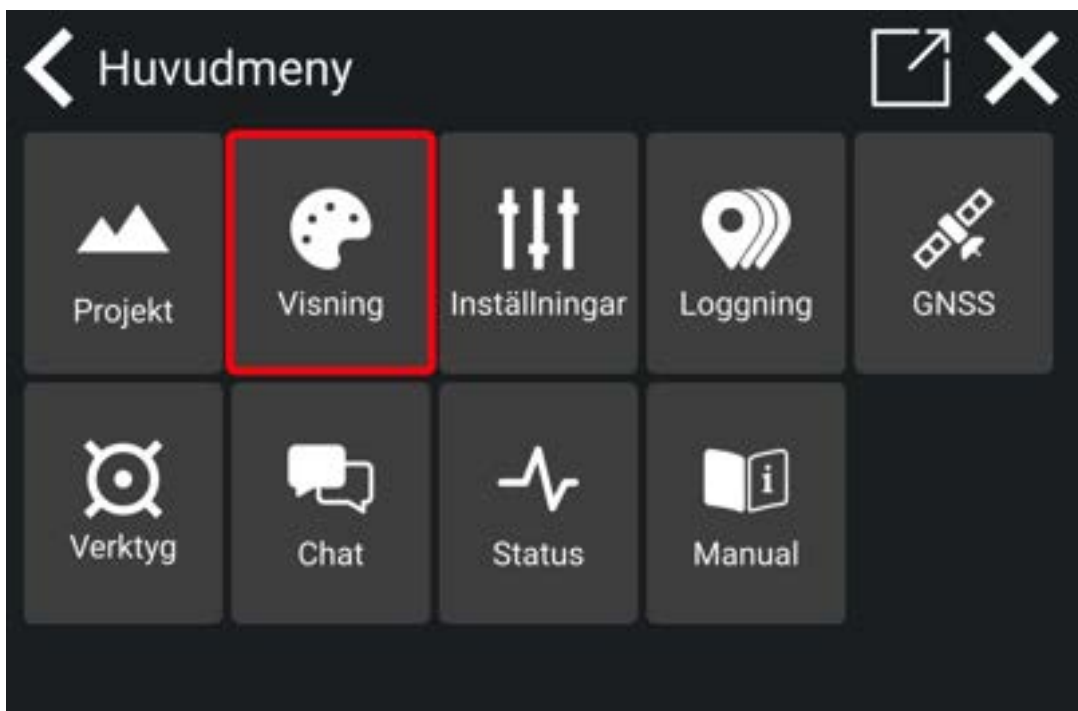 Huvudmeny
Projekt
Visning
Inställningar
Loggning
GNSS
Verktyg
Chat
Status
Manual